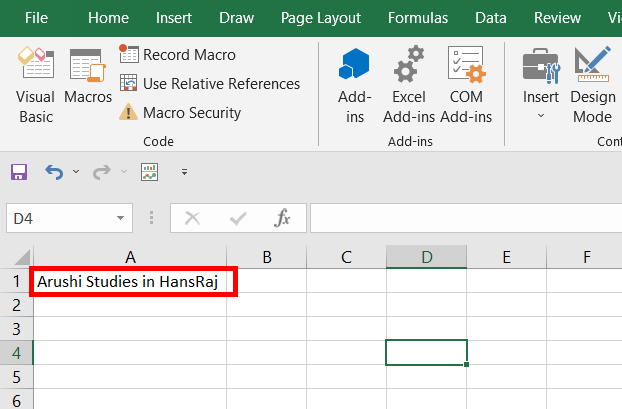 File Home Insert Draw Page Layout Formulas Data Review Vi
Visual Basic
Macros
Record Macro
Use Relative References
Macro Security
Code
Add-ins
Excel Add-ins
COM Add-ins
Add-ins
Insert
Design Mode
Cont
D4
fx
A B C D E F
1 Arushi Studies in HansRaj
2
3
4
5
6